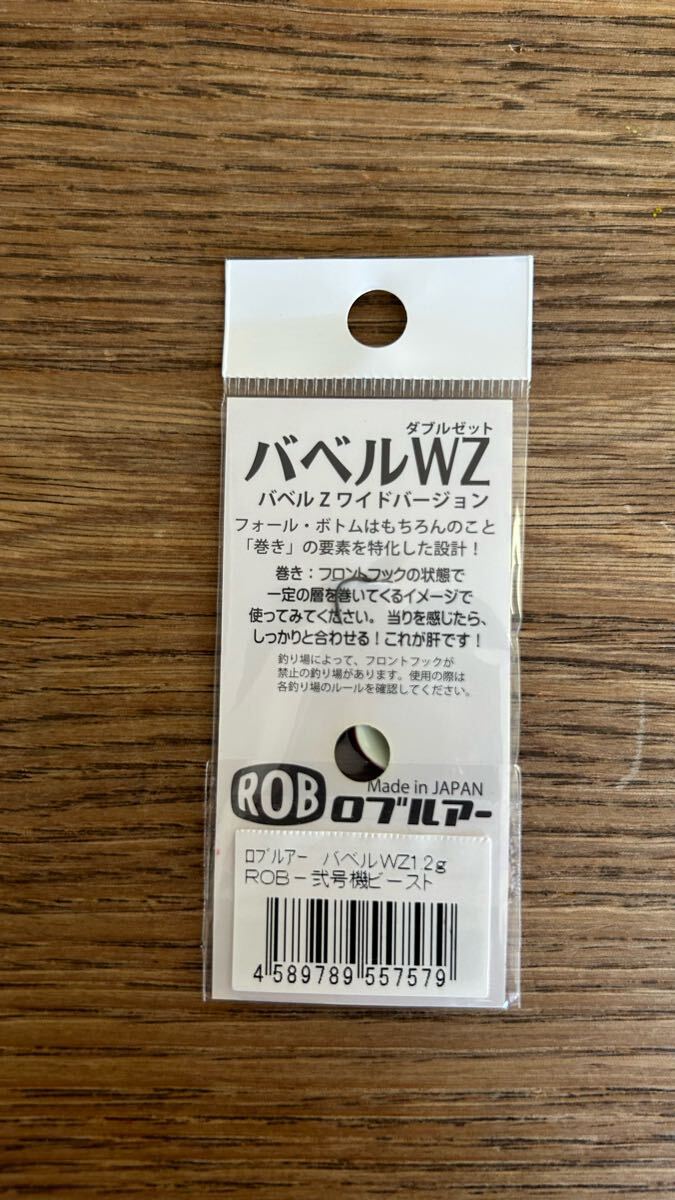 ダブルゼット
バベルWZ
バベルZワイドバージョン
フォール・ボトムはもちろんのこと
「巻き」の要素を特化した設計！
巻き：フロントフックの状態で
一定の層を巻いてくるイメージで
使ってみてください。当りを感じたら、
しっかりと合わせる！これが肝です！
釣り場によって、フロントフックが
禁止の釣り場があります。使用の際は
各釣り場のルールを確認してください。
Made in JAPAN
ROB ロブルアー
ロブルアー バベルWZ1 2g
ROB－弐号機ビースト
4 589789 557579